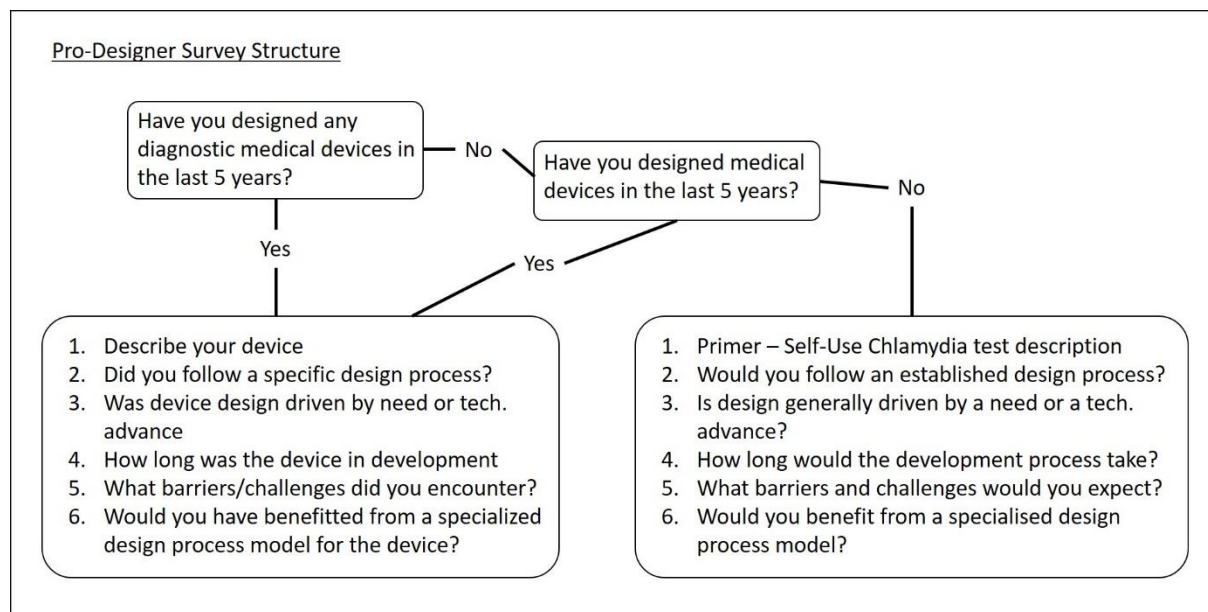 Pro-Designer Survey Structure
Have you designed any
diagnostic medical devices in
the last 5 years?
No
Have you designed medical
devices in the last 5 years?
No
Yes
Yes
1. Describe your device
2. Did you follow a specific design process?
3. Was device design driven by need or tech.
advance
4. How long was the device in development
5. What barriers/challenges did you encounter?
6. Would you have benefitted from a specialized
design process model for the device?
1. Primer – Self-Use Chlamydia test description
2. Would you follow an established design process?
3. Is design generally driven by a need or a tech.
advance?
4. How long would the development process take?
5. What barriers and challenges would you expect?
6. Would you benefit from a specialised design
process model?